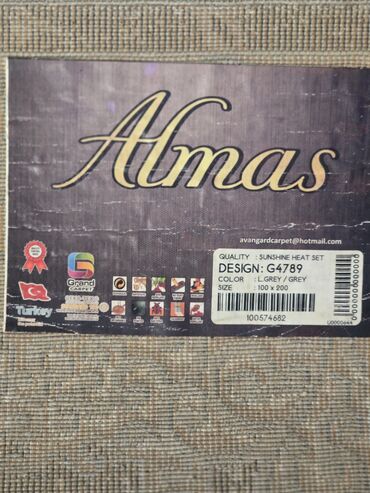 Almas
avangardcarpet@hotmail.com
QUALITY : SUNSHINE HEAT SET
DESIGN: G4789
COLOR : L.GREY / GREY
SIZE : 100 x 200
100574682
Grand
CARPET
Turkey